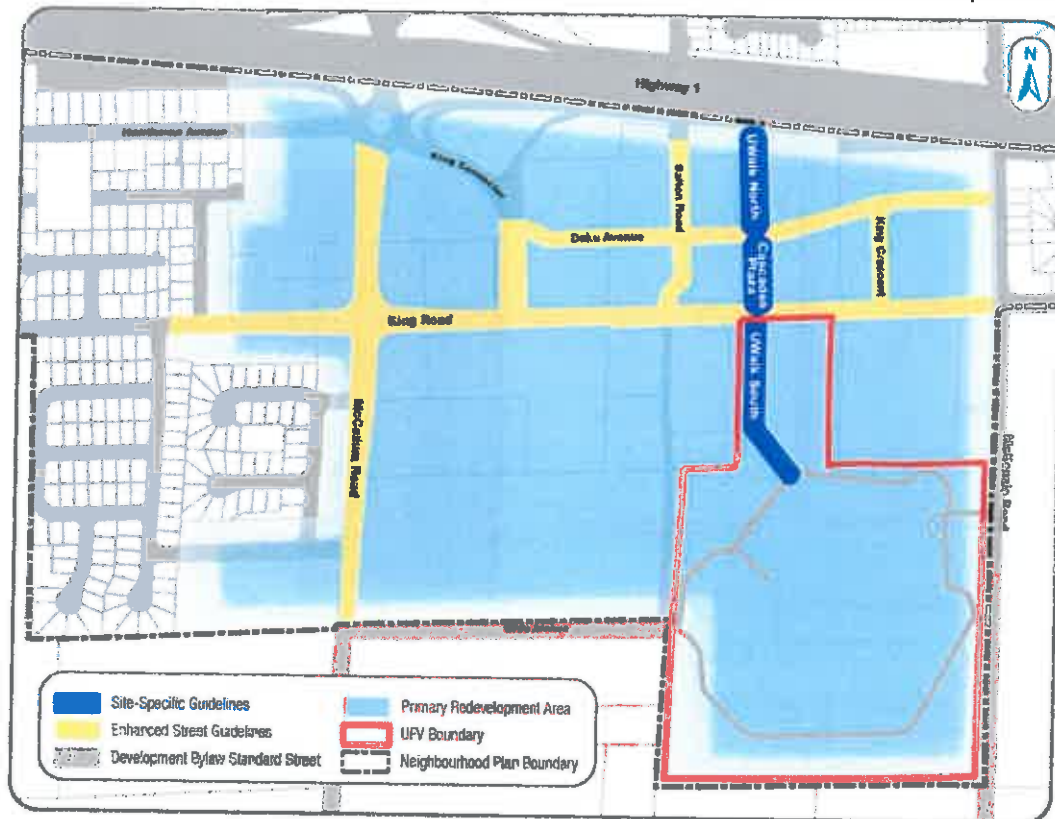 N
Highway 1
Hawthorne Avenue
King Connector
Salton Road
UWalk North
Dahu Avenue
Cascades
Plaza
King Crescent
King Road
UWalk South
McCallum Road
McKenzie Road
Site-Specific Guidelines
Primary Redevelopment Area
Enhanced Street Guidelines
UFV Boundary
Development Bylaw Standard Street
Neighbourhood Plan Boundary